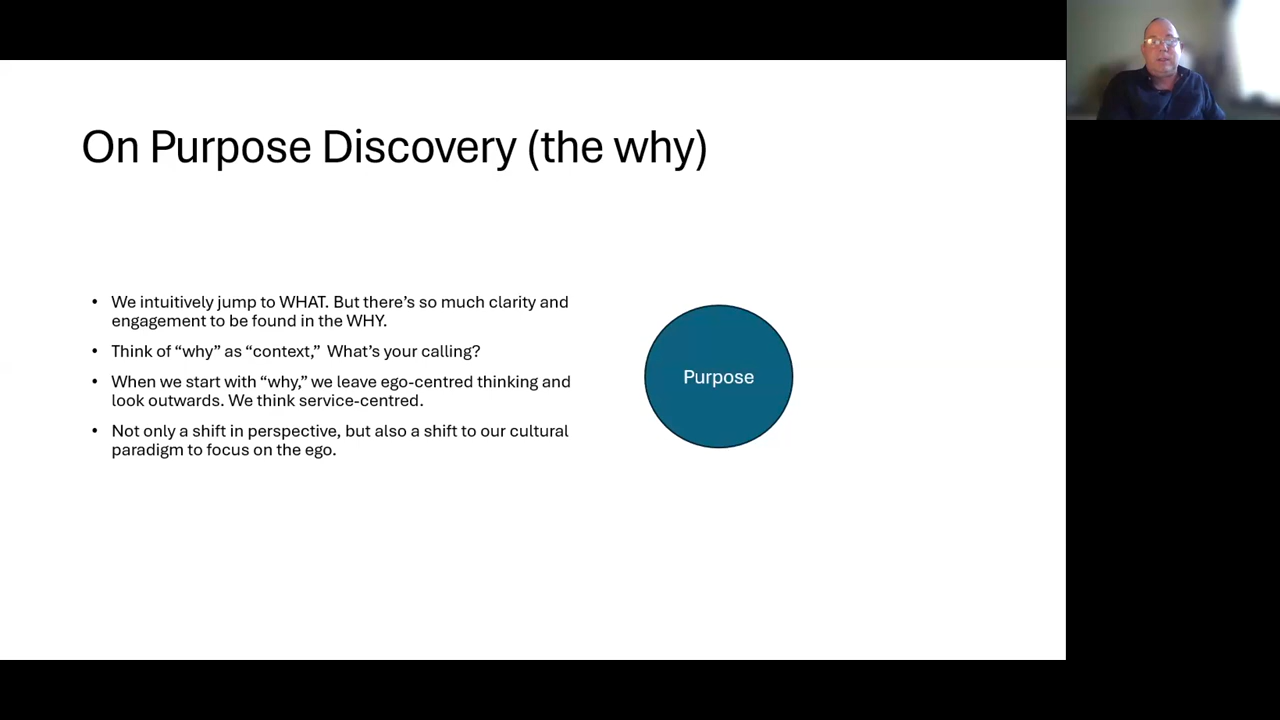 On Purpose Discovery (the why)
• We intuitively jump to WHAT. But there’s so much clarity and
engagement to be found in the WHY.
• Think of “why” as “context,”  What’s your calling?
• When we start with “why,” we leave ego-centred thinking and
look outwards. We think service-centred.
• Not only a shift in perspective, but also a shift to our cultural
paradigm to focus on the ego.
Purpose